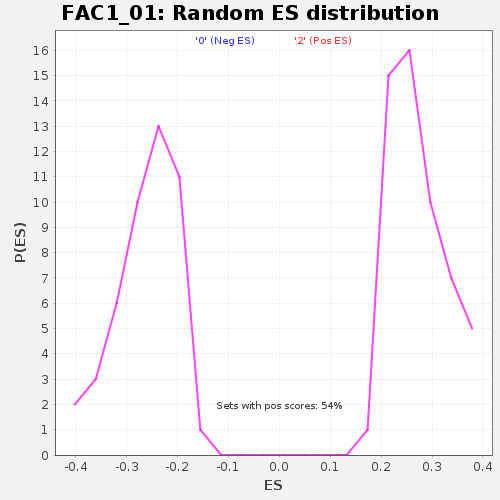 FAC1_01: Random ES distribution
'0' (Neg ES) '2' (Pos ES)
16
15
14
13
12
11
10
9
8
7
6
5
4
3
2
1
0
P(ES)
Sets with pos scores: 54%
-0.4 -0.3 -0.2 -0.1 0.0 0.1 0.2 0.3 0.4
ES